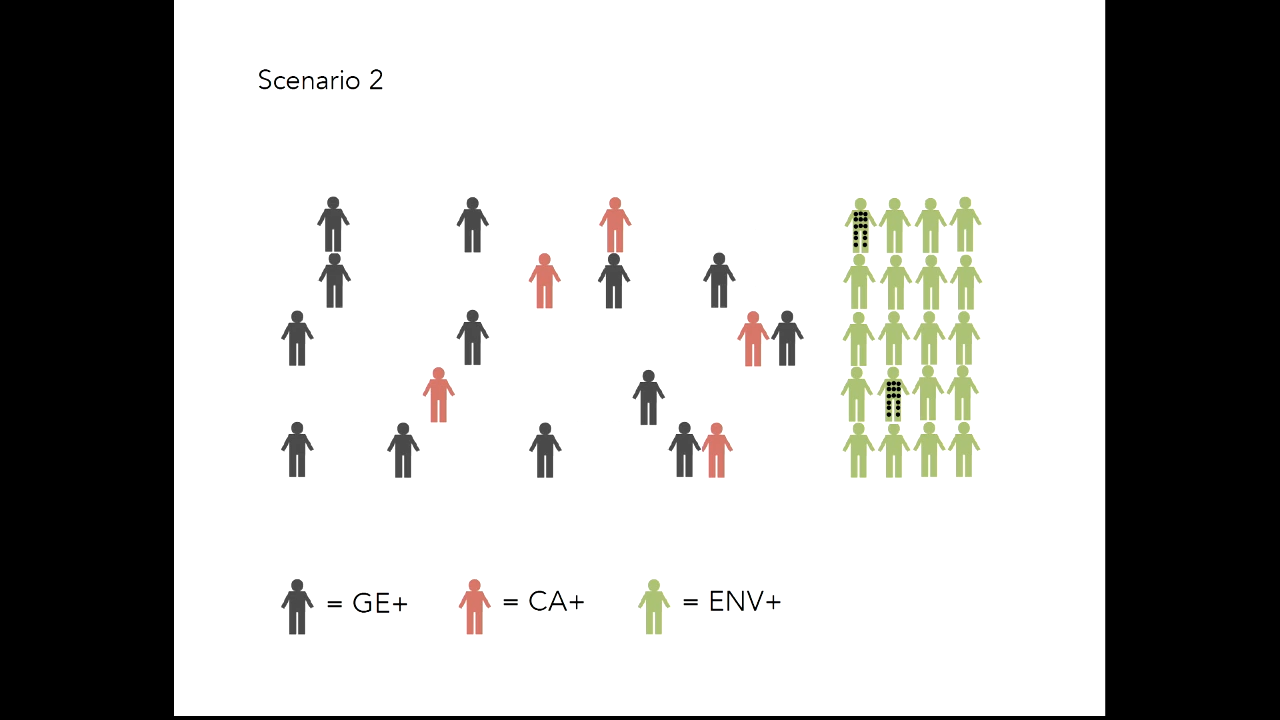 Scenario 2
= GE+ = CA+ = ENV+